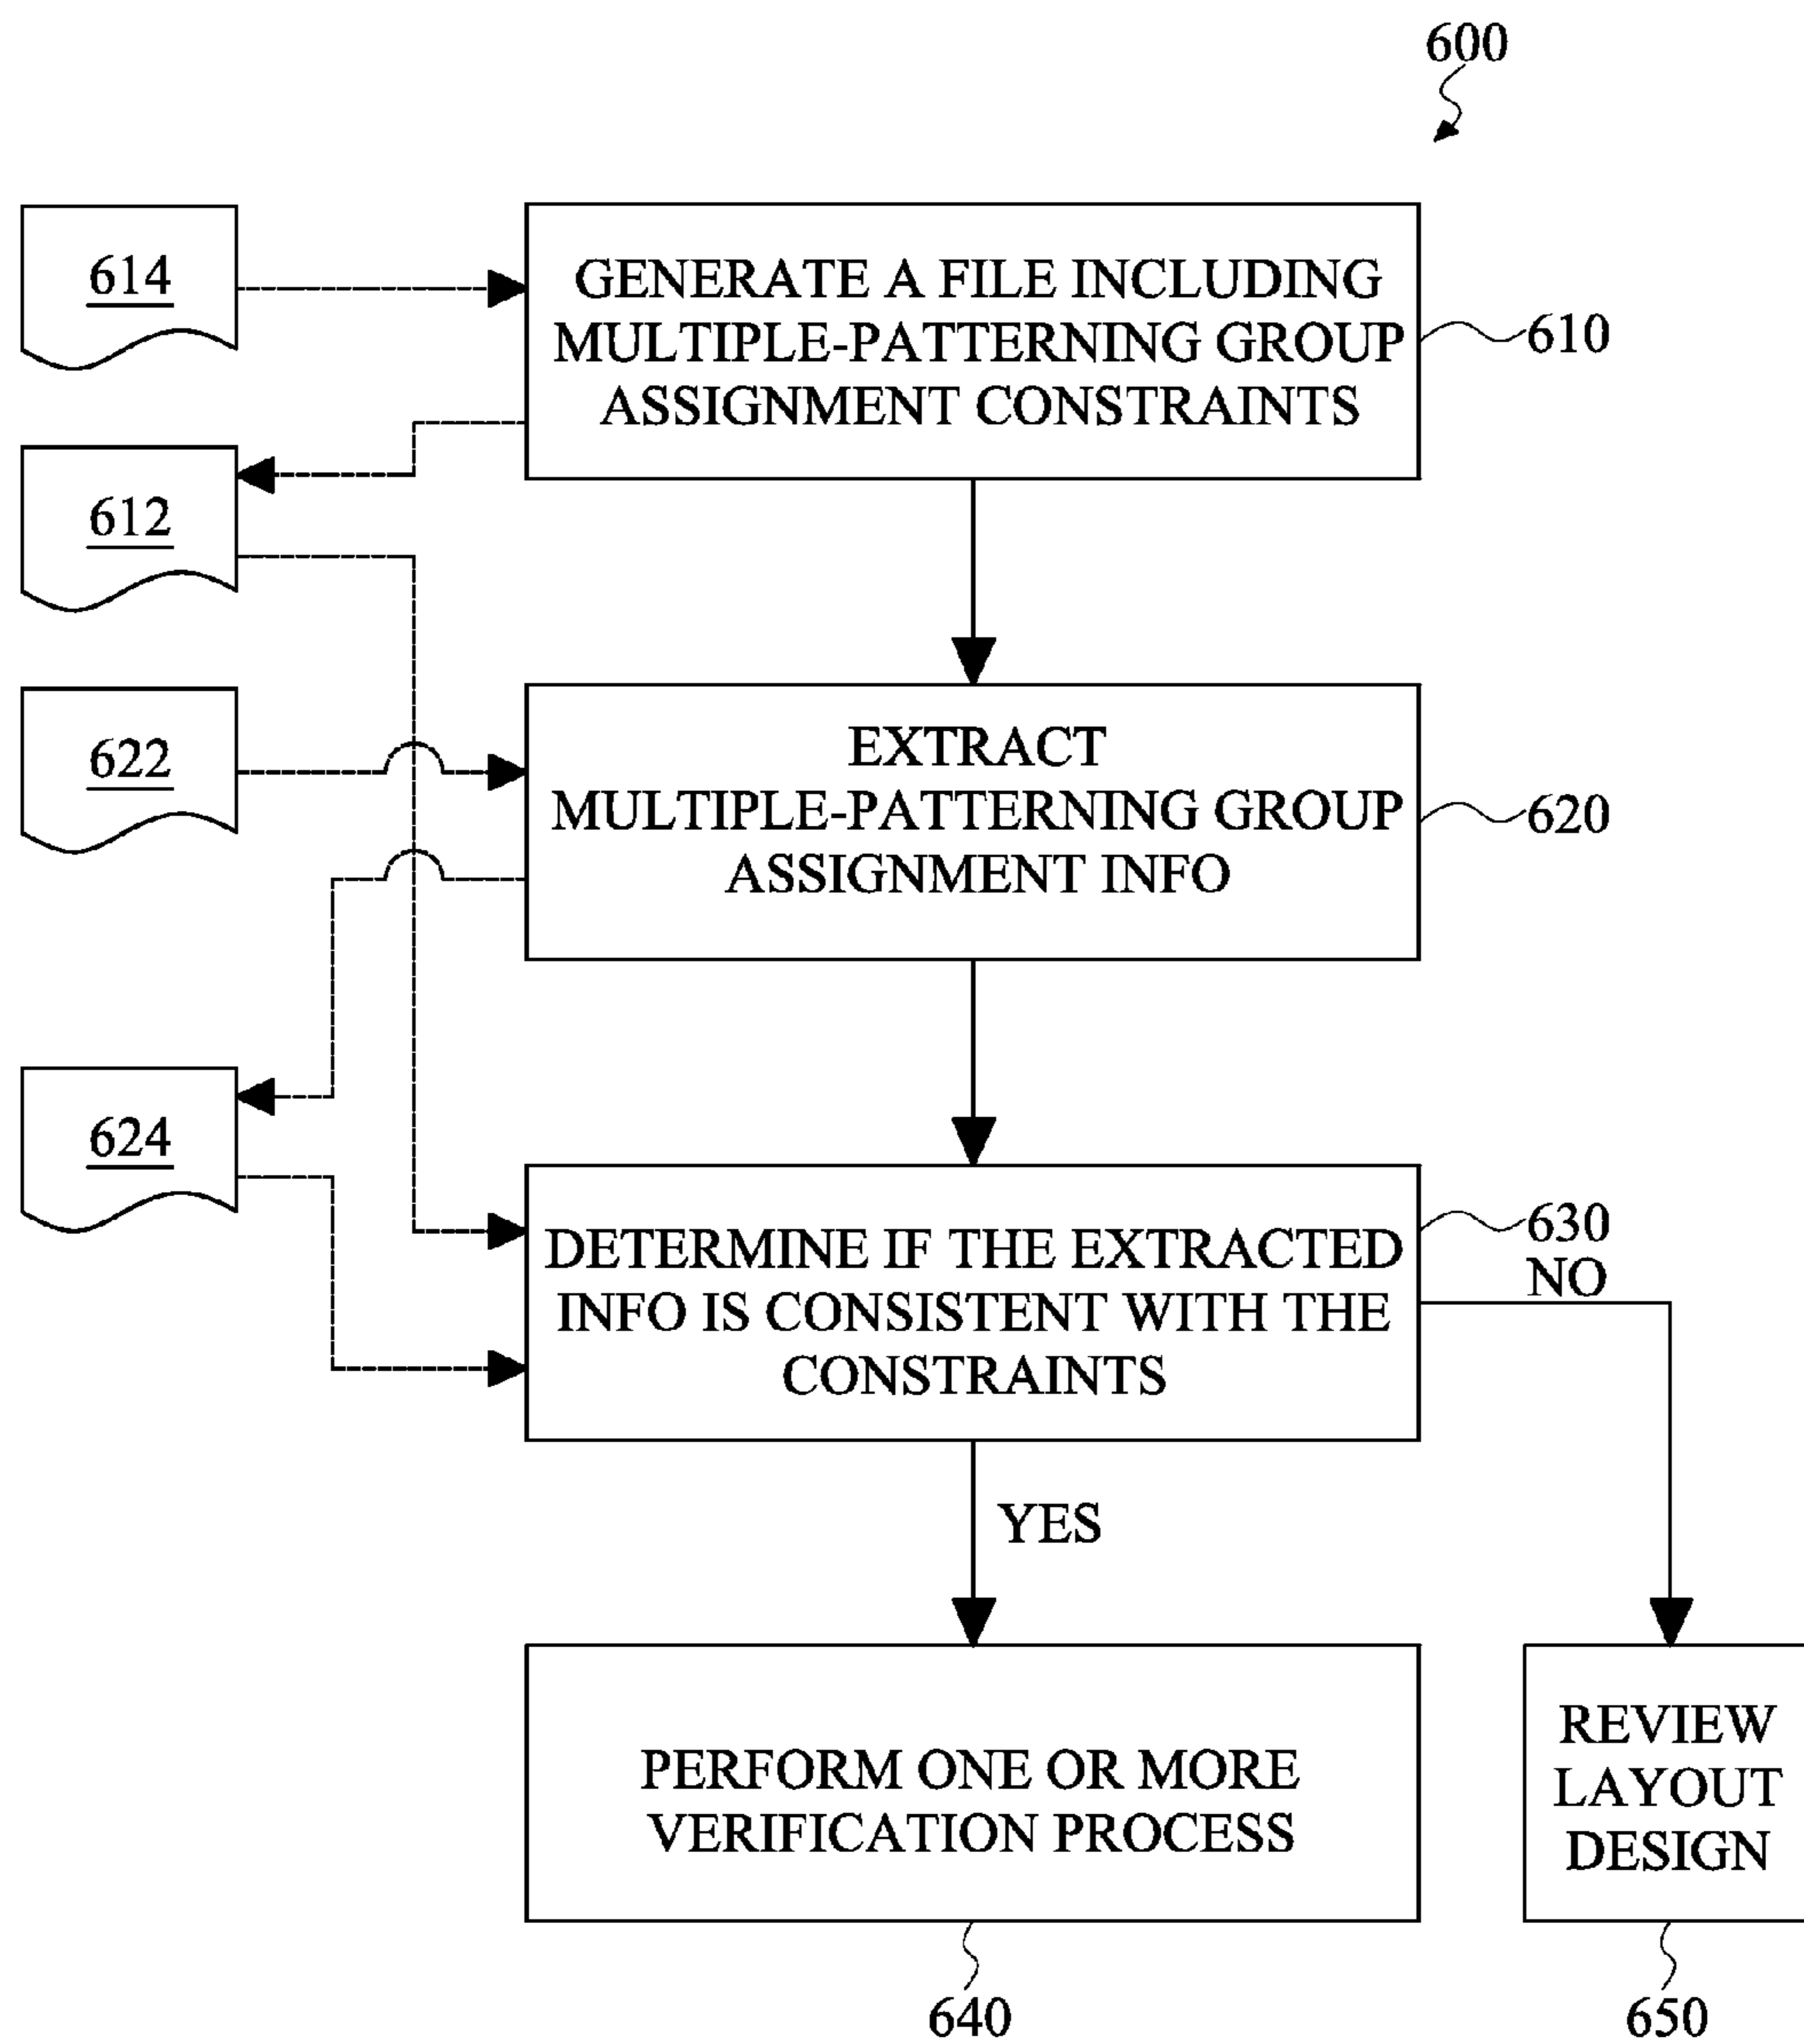 600
614
GENERATE A FILE INCLUDING
MULTIPLE-PATTERNING GROUP
ASSIGNMENT CONSTRAINTS
610
612
622
EXTRACT
MULTIPLE-PATTERNING GROUP
ASSIGNMENT INFO
620
624
DETERMINE IF THE EXTRACTED
INFO IS CONSISTENT WITH THE
CONSTRAINTS
630
NO
YES
PERFORM ONE OR MORE
VERIFICATION PROCESS
REVIEW
LAYOUT
DESIGN
640
650